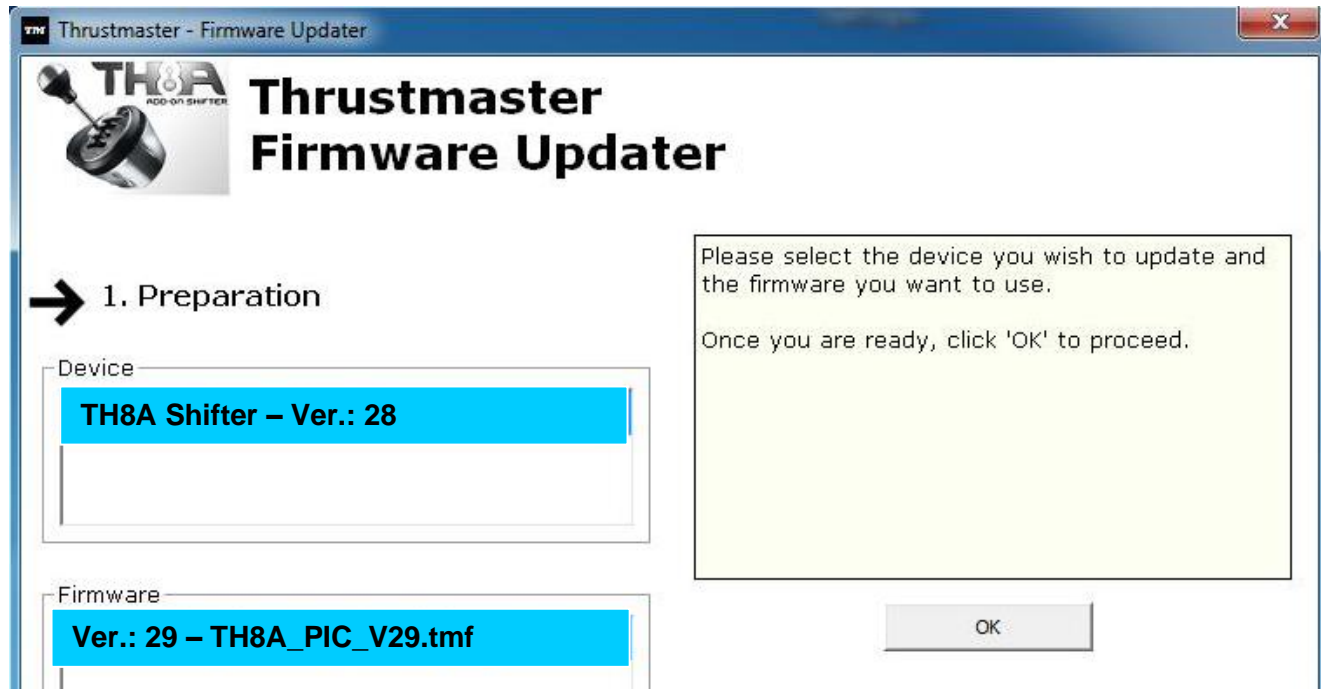 TM Thrustmaster - Firmware Updater
TH8A
ADD-ON SHIFTER
Thrustmaster
Firmware Updater
1. Preparation
Please select the device you wish to update and
the firmware you want to use.
Once you are ready, click 'OK' to proceed.
Device
TH8A Shifter – Ver.: 28
Firmware
Ver.: 29 – TH8A_PIC_V29.tmf
OK